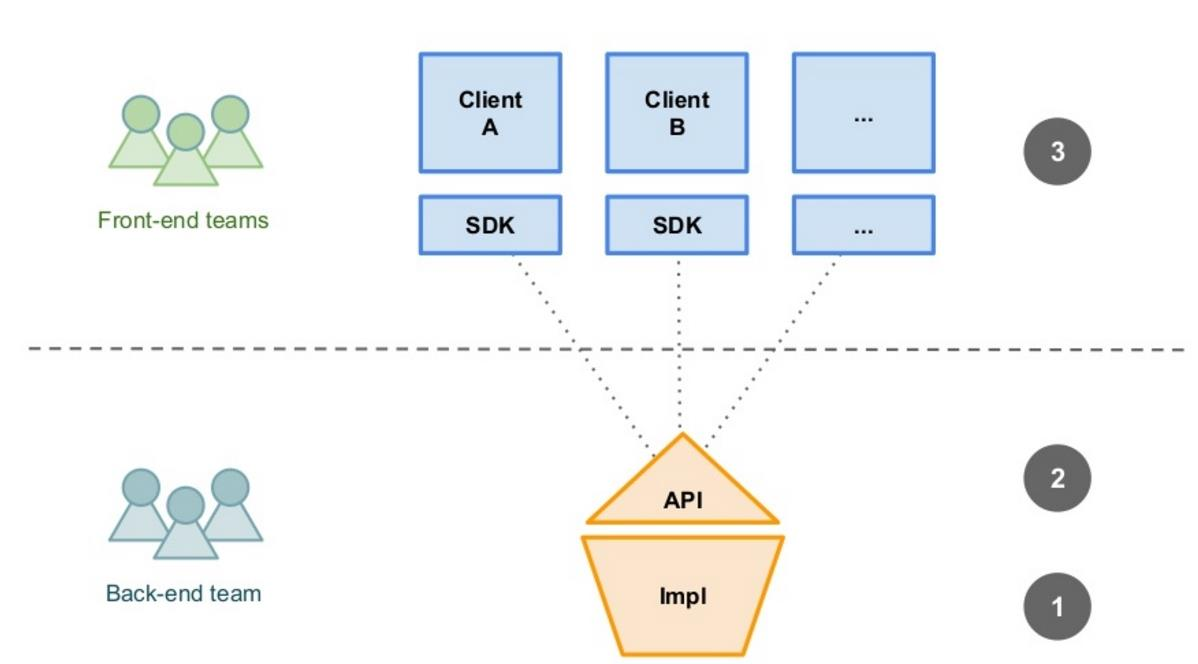 Client
A
Client
B
...
3
SDK
SDK
...
Front-end teams
API
2
Back-end team
Impl
1